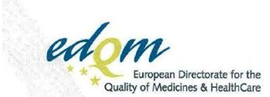 edQm
European Directorate for the
Quality of Medicines & HealthCare